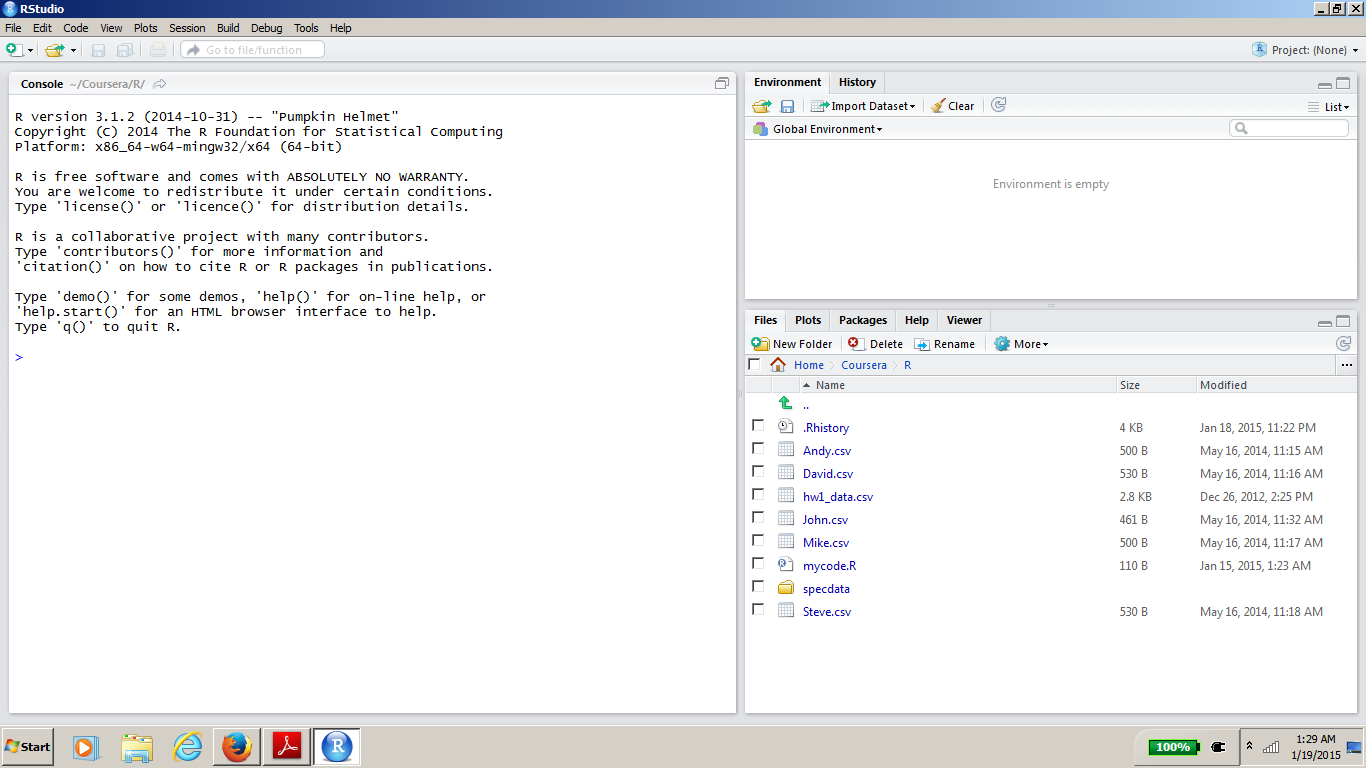 RStudio
File Edit Code View Plots Session Build Debug Tools Help
Go to file/function
Project: (None)
Console ~/Coursera/R/
R version 3.1.2 (2014-10-31) -- "Pumpkin Helmet"
Copyright (C) 2014 The R Foundation for Statistical Computing
Platform: x86_64-w64-mingw32/x64 (64-bit)
R is free software and comes with ABSOLUTELY NO WARRANTY.
You are welcome to redistribute it under certain conditions.
Type 'license()' or 'licence()' for distribution details.
R is a collaborative project with many contributors.
Type 'contributors()' for more information and
'citation()' on how to cite R or R packages in publications.
Type 'demo()' for some demos, 'help()' for on-line help, or
'help.start()' for an HTML browser interface to help.
Type 'q()' to quit R.
>
Environment History
Import Dataset Clear List
Global Environment
Environment is empty
Files Plots Packages Help Viewer
New Folder Delete Rename More
Home Coursera R ...
Name Size Modified
..
.Rhistory 4 KB Jan 18, 2015, 11:22 PM
Andy.csv 500 B May 16, 2014, 11:15 AM
David.csv 530 B May 16, 2014, 11:16 AM
hw1_data.csv 2.8 KB Dec 26, 2012, 2:25 PM
John.csv 461 B May 16, 2014, 11:32 AM
Mike.csv 500 B May 16, 2014, 11:17 AM
mycode.R 110 B Jan 15, 2015, 1:23 AM
specdata
Steve.csv 530 B May 16, 2014, 11:18 AM
Start
100%
1:29 AM
1/19/2015